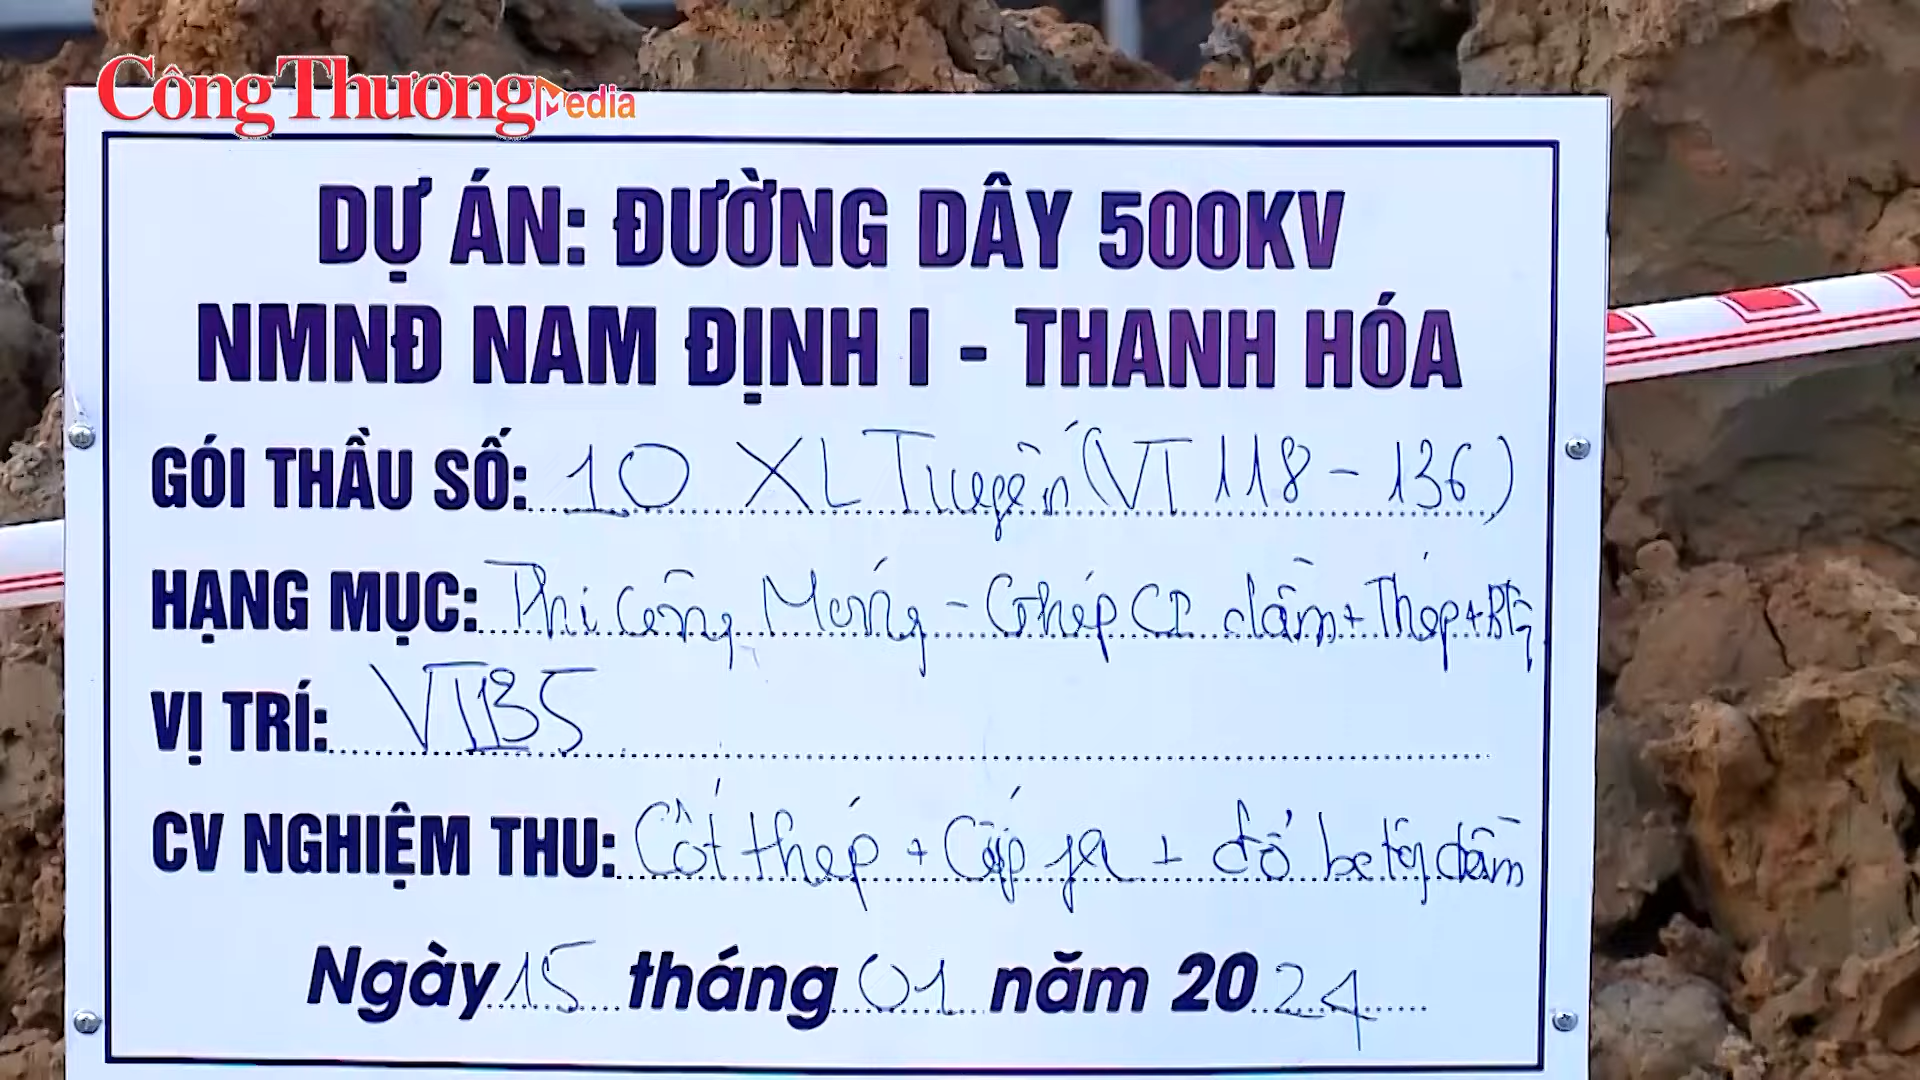 Công Thương Media
DỰ ÁN: ĐƯỜNG DÂY 500KV
NMNĐ NAM ĐỊNH I - THANH HÓA
GÓI THẦU SỐ: 10 XL Tuyến (VT 118 - 136)
HẠNG MỤC: Thi Công Móng - Ghép CP dầm + Thép + BTg
VỊ TRÍ: VT135
CV NGHIỆM THU: Cốt thép + Cốp pha + đổ bê tông dầm
Ngày 15 tháng 01 năm 2024